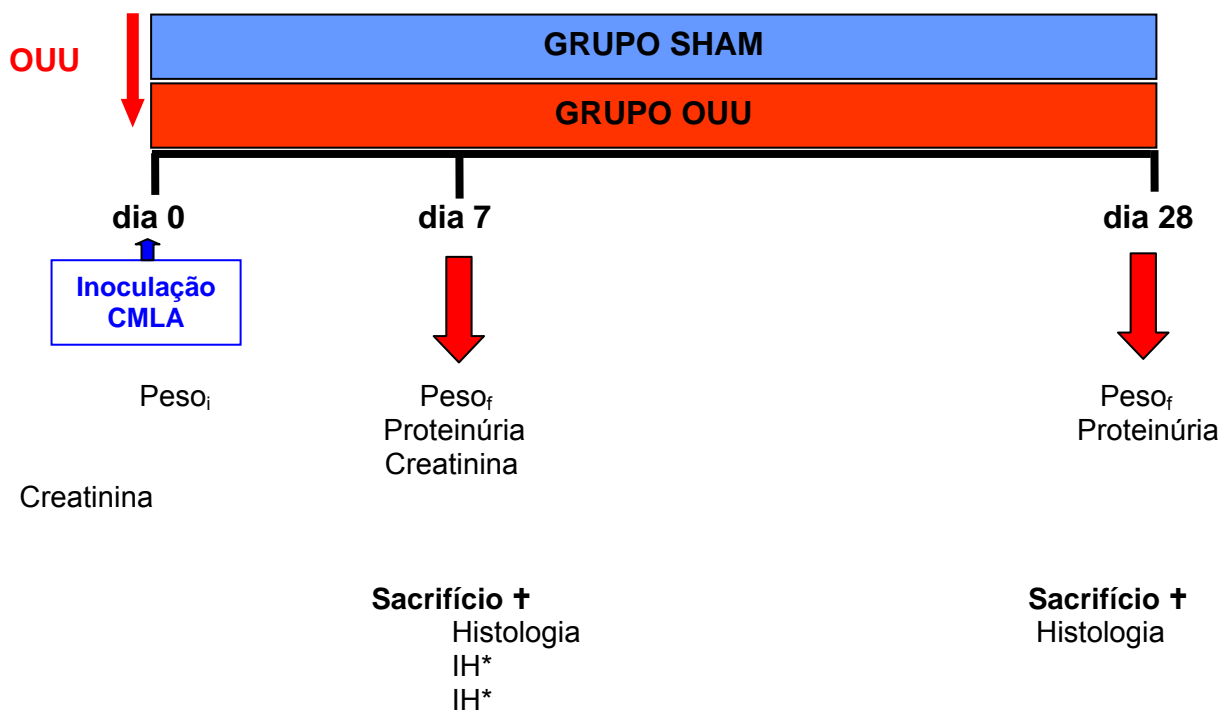 OUU
GRUPO SHAM
GRUPO OUU
dia 0
dia 7
dia 28
Inoculação
CMLA
Pesoᵢ
Peso_f
Peso_f
Proteinúria
Proteinúria
Creatinina
Creatinina
Sacrifício ✝
Sacrifício ✝
Histologia
Histologia
IH*
IH*